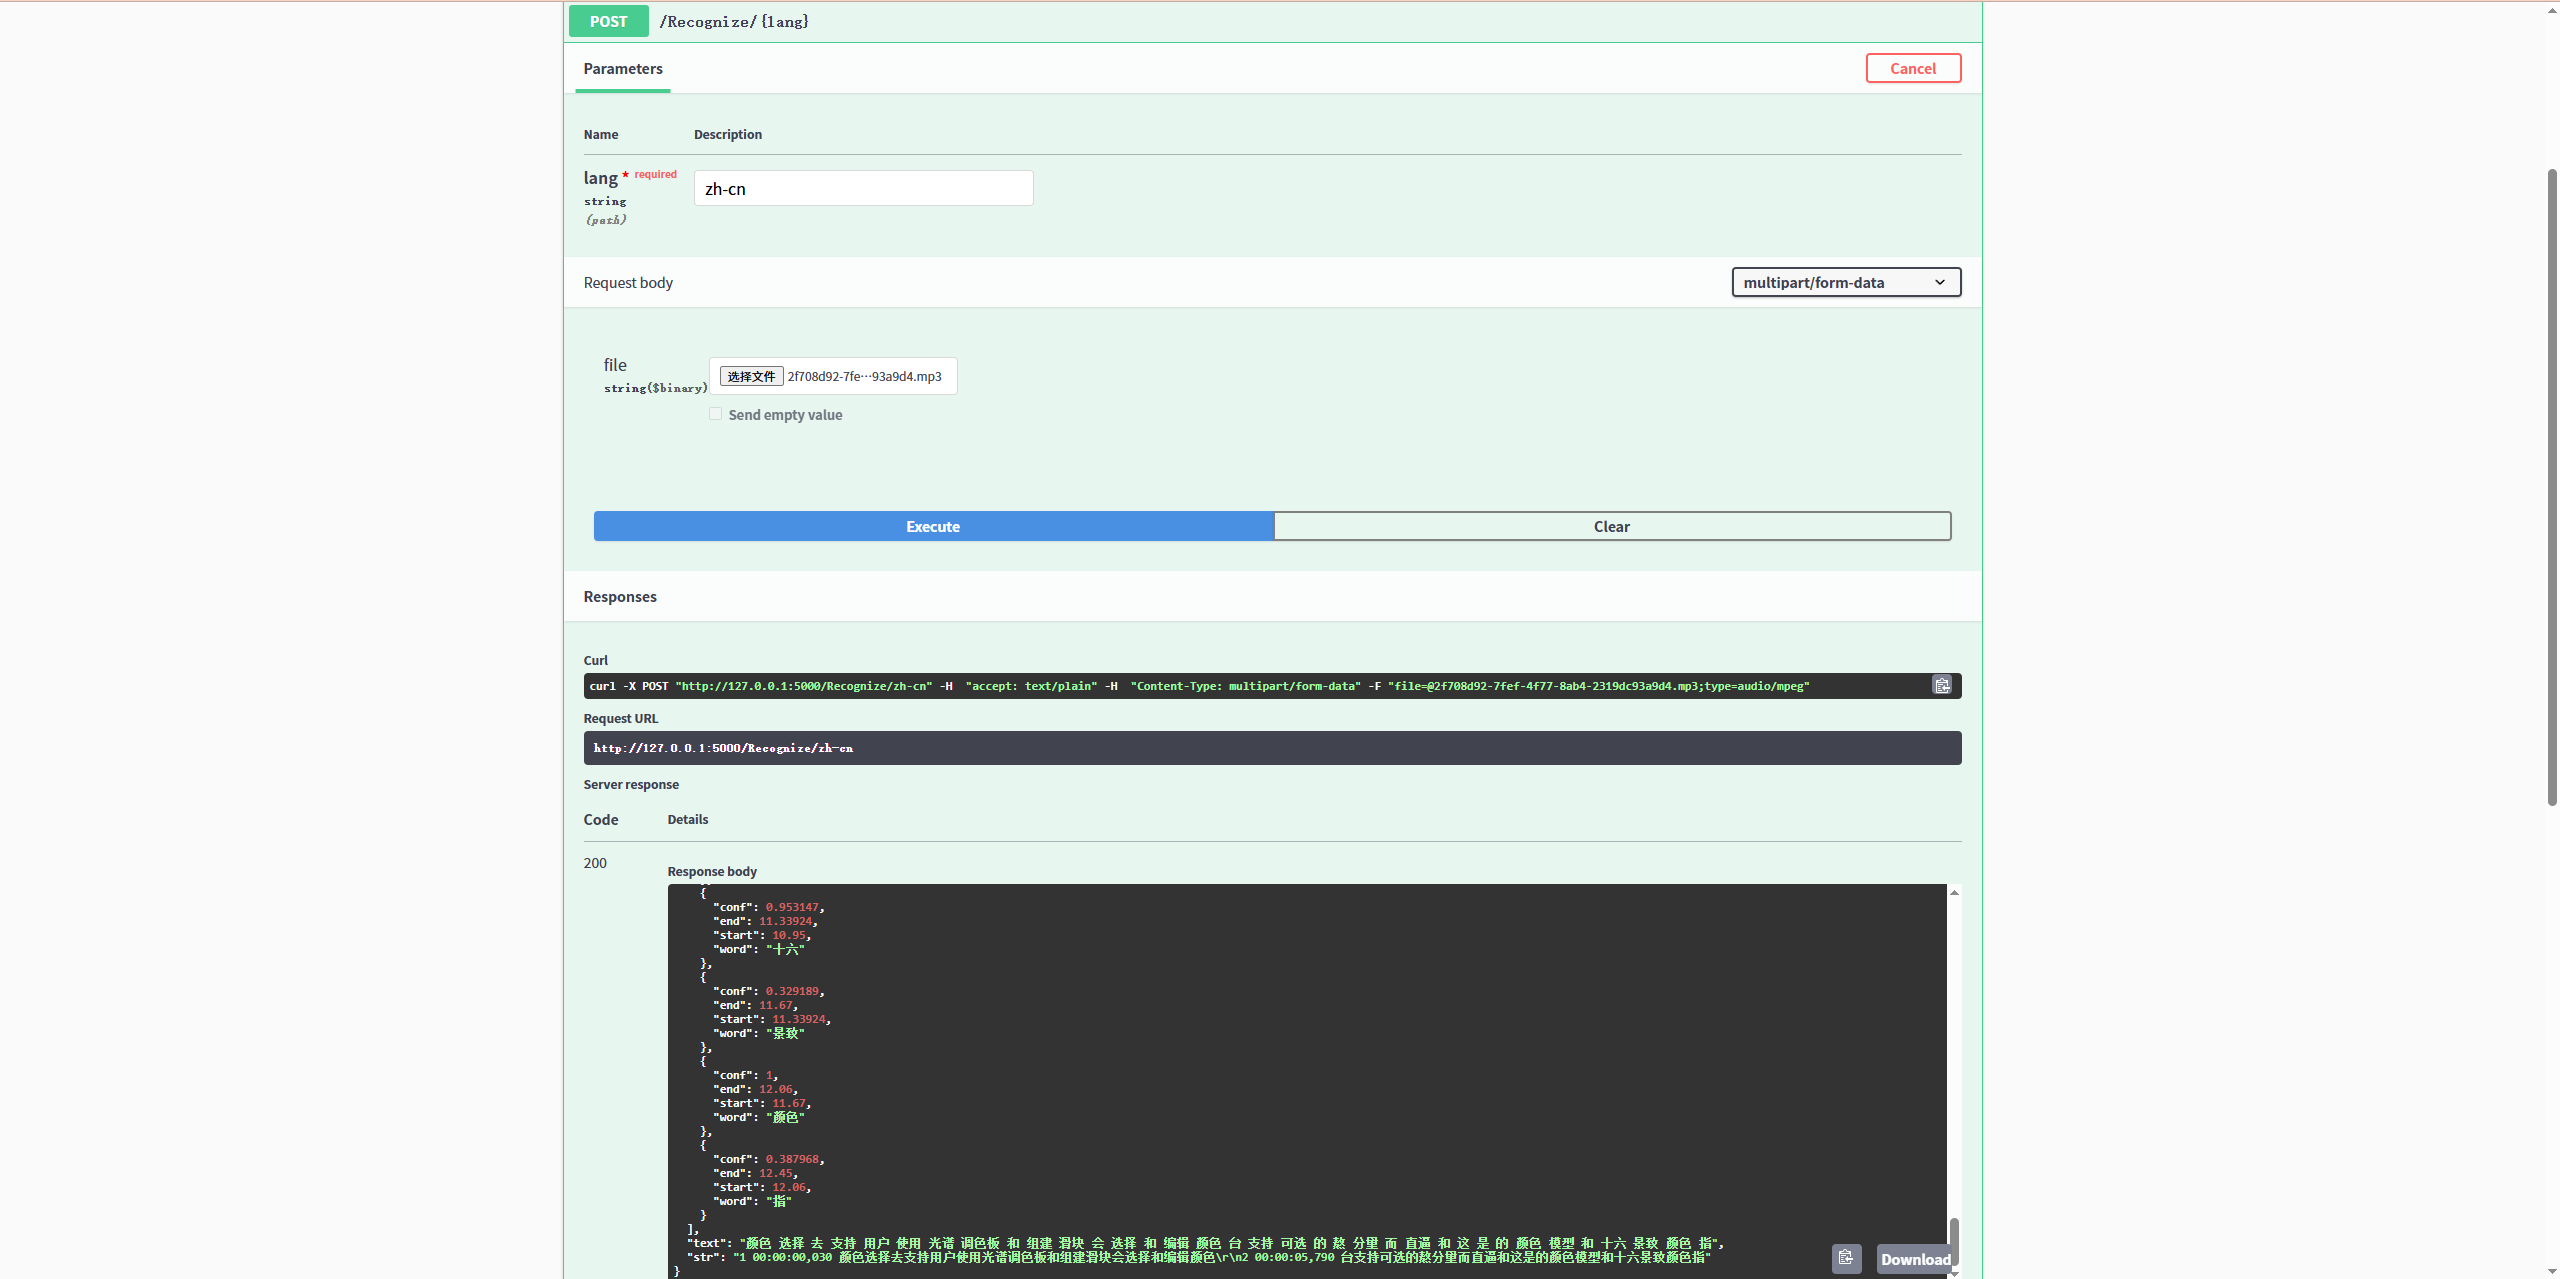 POST /Recognize/{lang}
Parameters
Cancel
Name Description
lang * required
zh-cn
string
(path)
Request body
multipart/form-data
file
string($binary)
选择文件 2f708d92-7fe…93a9d4.mp3
Send empty value
Execute
Clear
Responses
Curl
curl -X POST "http://127.0.0.1:5000/Recognize/zh-cn" -H  "accept: text/plain" -H  "Content-Type: multipart/form-data" -F "file=@2f708d92-7fef-4f77-8ab4-2319dc93a9d4.mp3;type=audio/mpeg"
Request URL
http://127.0.0.1:5000/Recognize/zh-cn
Server response
Code Details
200
Response body
{
"conf": 0.953147,
"end": 11.33924,
"start": 10.95,
"word": "十六"
},
{
"conf": 0.329189,
"end": 11.67,
"start": 11.33924,
"word": "景致"
},
{
"conf": 1,
"end": 12.06,
"start": 11.67,
"word": "颜色"
},
{
"conf": 0.387968,
"end": 12.45,
"start": 12.06,
"word": "指"
}
],
"text": "颜色 选择 去 支持 用户 使用 光谱 调色板 和 组建 滑块 会 选择 和 编辑 颜色 台 支持 可选 的 熬 分里 而 直逼 和 这 是 的 颜色 模型 和 十六 景致 颜色 指",
"str": "1 00:00:00,030 颜色选择去支持用户使用光谱调色板和组建滑块会选择和编辑颜色\r\n2 00:00:05,790 台支持可选的熬分里而直逼和这是的颜色模型和十六景致颜色指"
}
Download